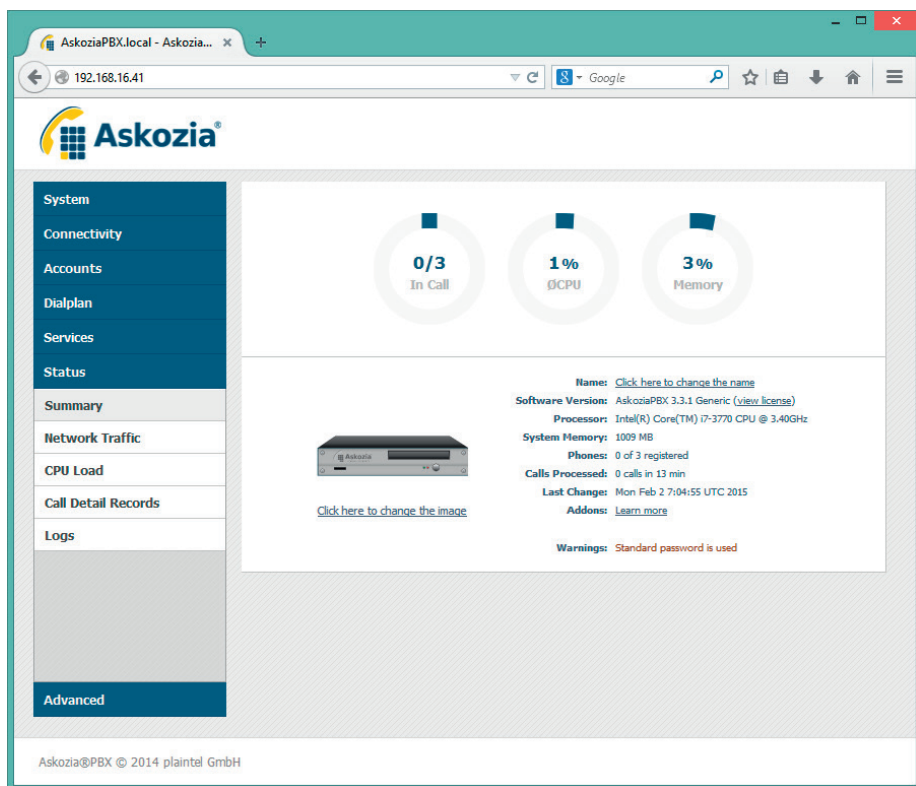 AskoziaPBX.local - Askozia...
192.168.16.41
Google
Askozia®
System
Connectivity
Accounts
Dialplan
Services
Status
Summary
Network Traffic
CPU Load
Call Detail Records
Logs
Advanced
0/3
In Call
1%
ØCPU
3%
Memory
Askozia
Click here to change the image
Name: Click here to change the name
Software Version: AskoziaPBX 3.3.1 Generic (view license)
Processor: Intel(R) Core(TM) i7-3770 CPU @ 3.40GHz
System Memory: 1009 MB
Phones: 0 of 3 registered
Calls Processed: 0 calls in 13 min
Last Change: Mon Feb 2 7:04:55 UTC 2015
Addons: Learn more
Warnings: Standard password is used
Askozia®PBX © 2014 plaintel GmbH